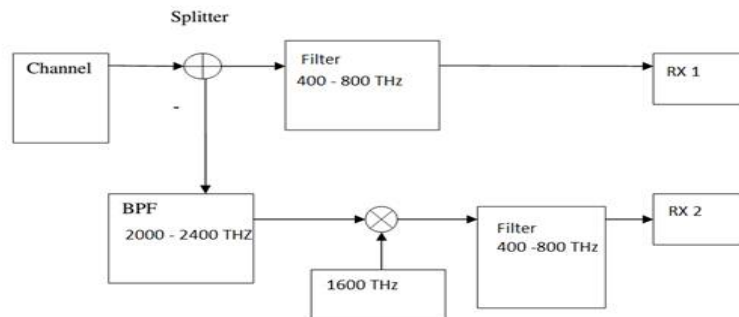 Splitter
Channel
Filter
400 - 800 THz
RX 1
-
BPF
2000 - 2400 THZ
Filter
400 -800 THz
RX 2
1600 THz